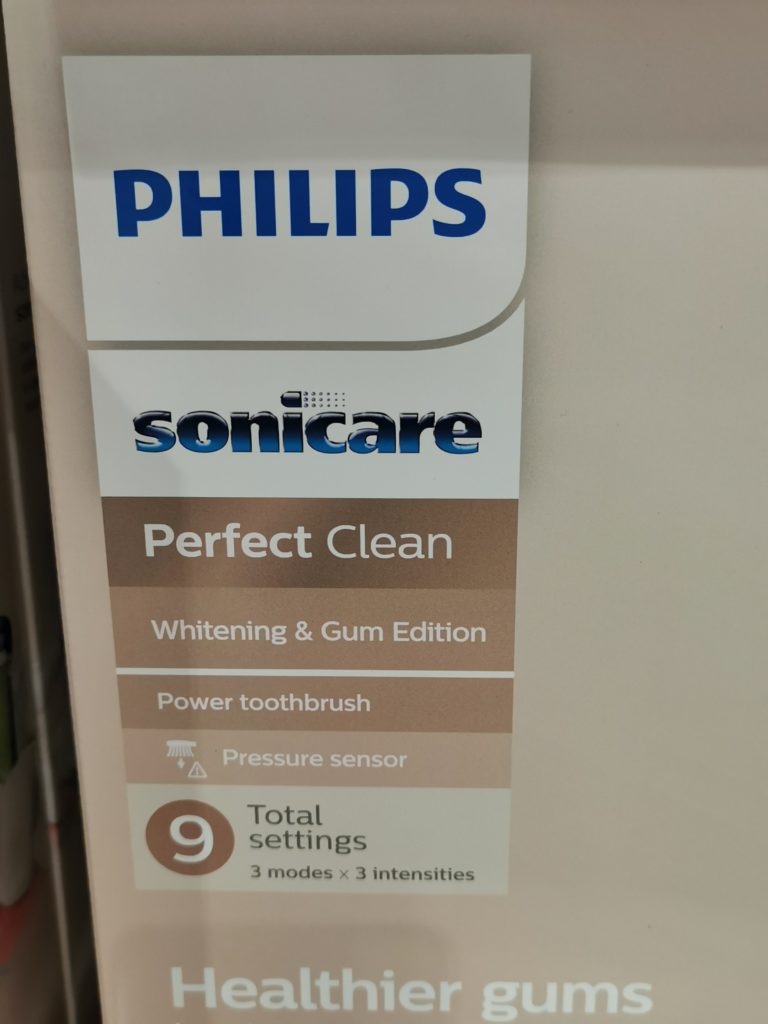 PHILIPS
sonicare
Perfect Clean
Whitening & Gum Edition
Power toothbrush
Pressure sensor
9
Total
settings
3 modes × 3 intensities
Healthier gums